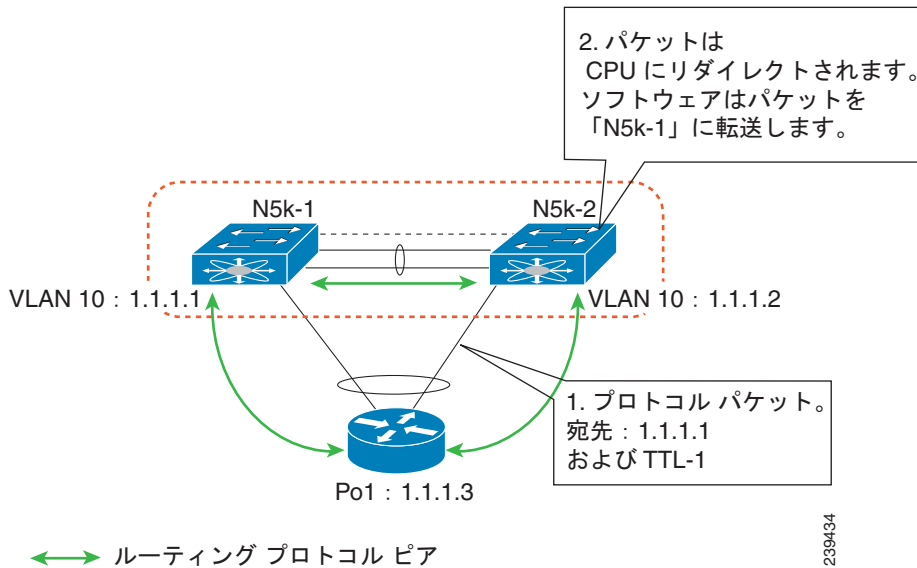 2. パケットは
CPU にリダイレクトされます。
ソフトウェアはパケットを
「N5k-1」に転送します。
N5k-1
N5k-2
VLAN 10：1.1.1.1
VLAN 10：1.1.1.2
1. プロトコル パケット。
宛先：1.1.1.1
および TTL-1
Po1：1.1.1.3
ルーティング プロトコル ピア
239434